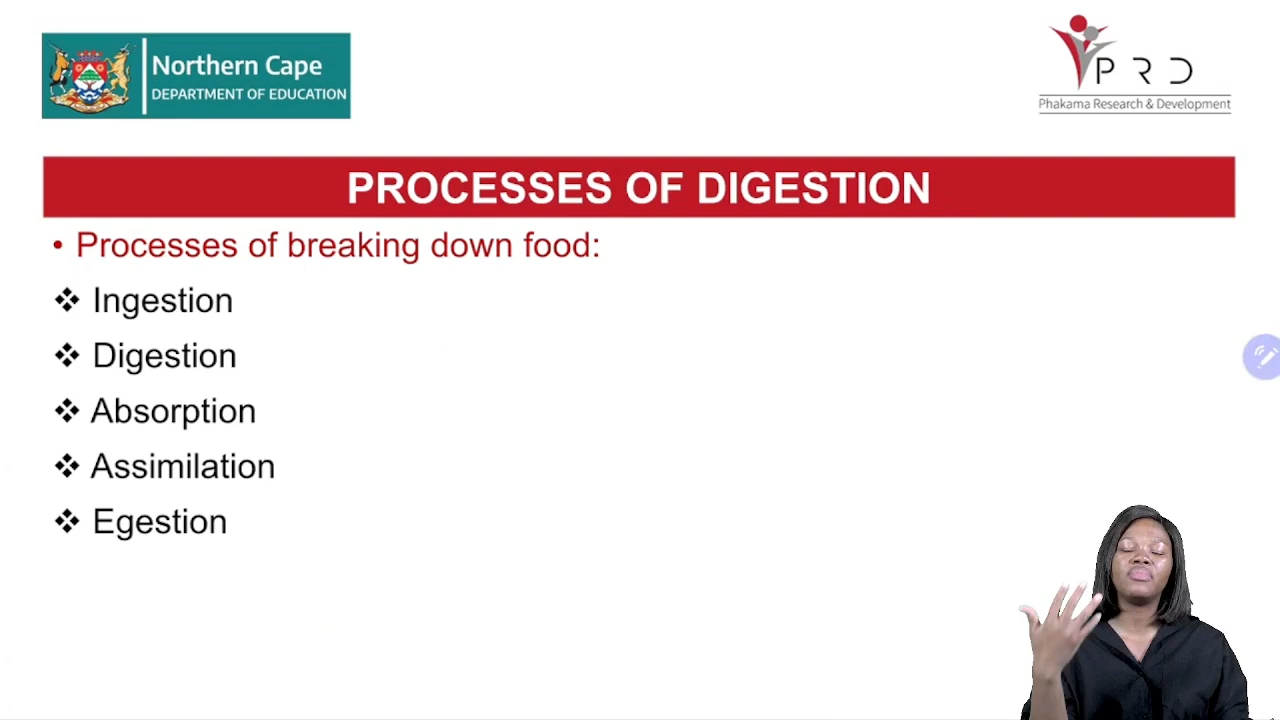 Northern Cape
DEPARTMENT OF EDUCATION
P R D
Phakama Research & Development
PROCESSES OF DIGESTION
• Processes of breaking down food:
❖ Ingestion
❖ Digestion
❖ Absorption
❖ Assimilation
❖ Egestion